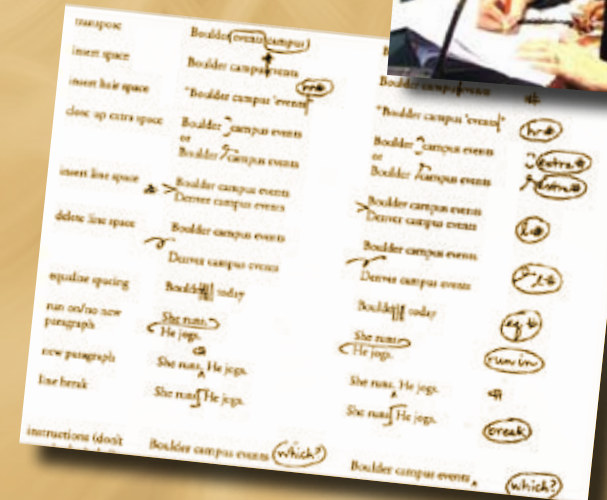 transpose Boulder events campus
insert space Boulder campus events #
insert hair space "Boulder campus 'events' hr# "Boulder campus 'events' hr#
close up extra space Boulder campus events Boulder campus events extra#
or or
Boulder campus events Boulder campus events extra#
insert line space # Boulder campus events Boulder campus events l#
Denver campus events Denver campus events
delete line space Boulder campus events Boulder campus events
Denver campus events Denver campus events l#
equalize spacing Boulder today Boulder today eq #
run on/no new She runs. She runs. run in
paragraph He jogs. He jogs.
new paragraph She runs. He jogs. She runs. He jogs.
line break She runs. He jogs. She runs. He jogs. break
instructions (don't Boulder campus events which? Boulder campus events which?